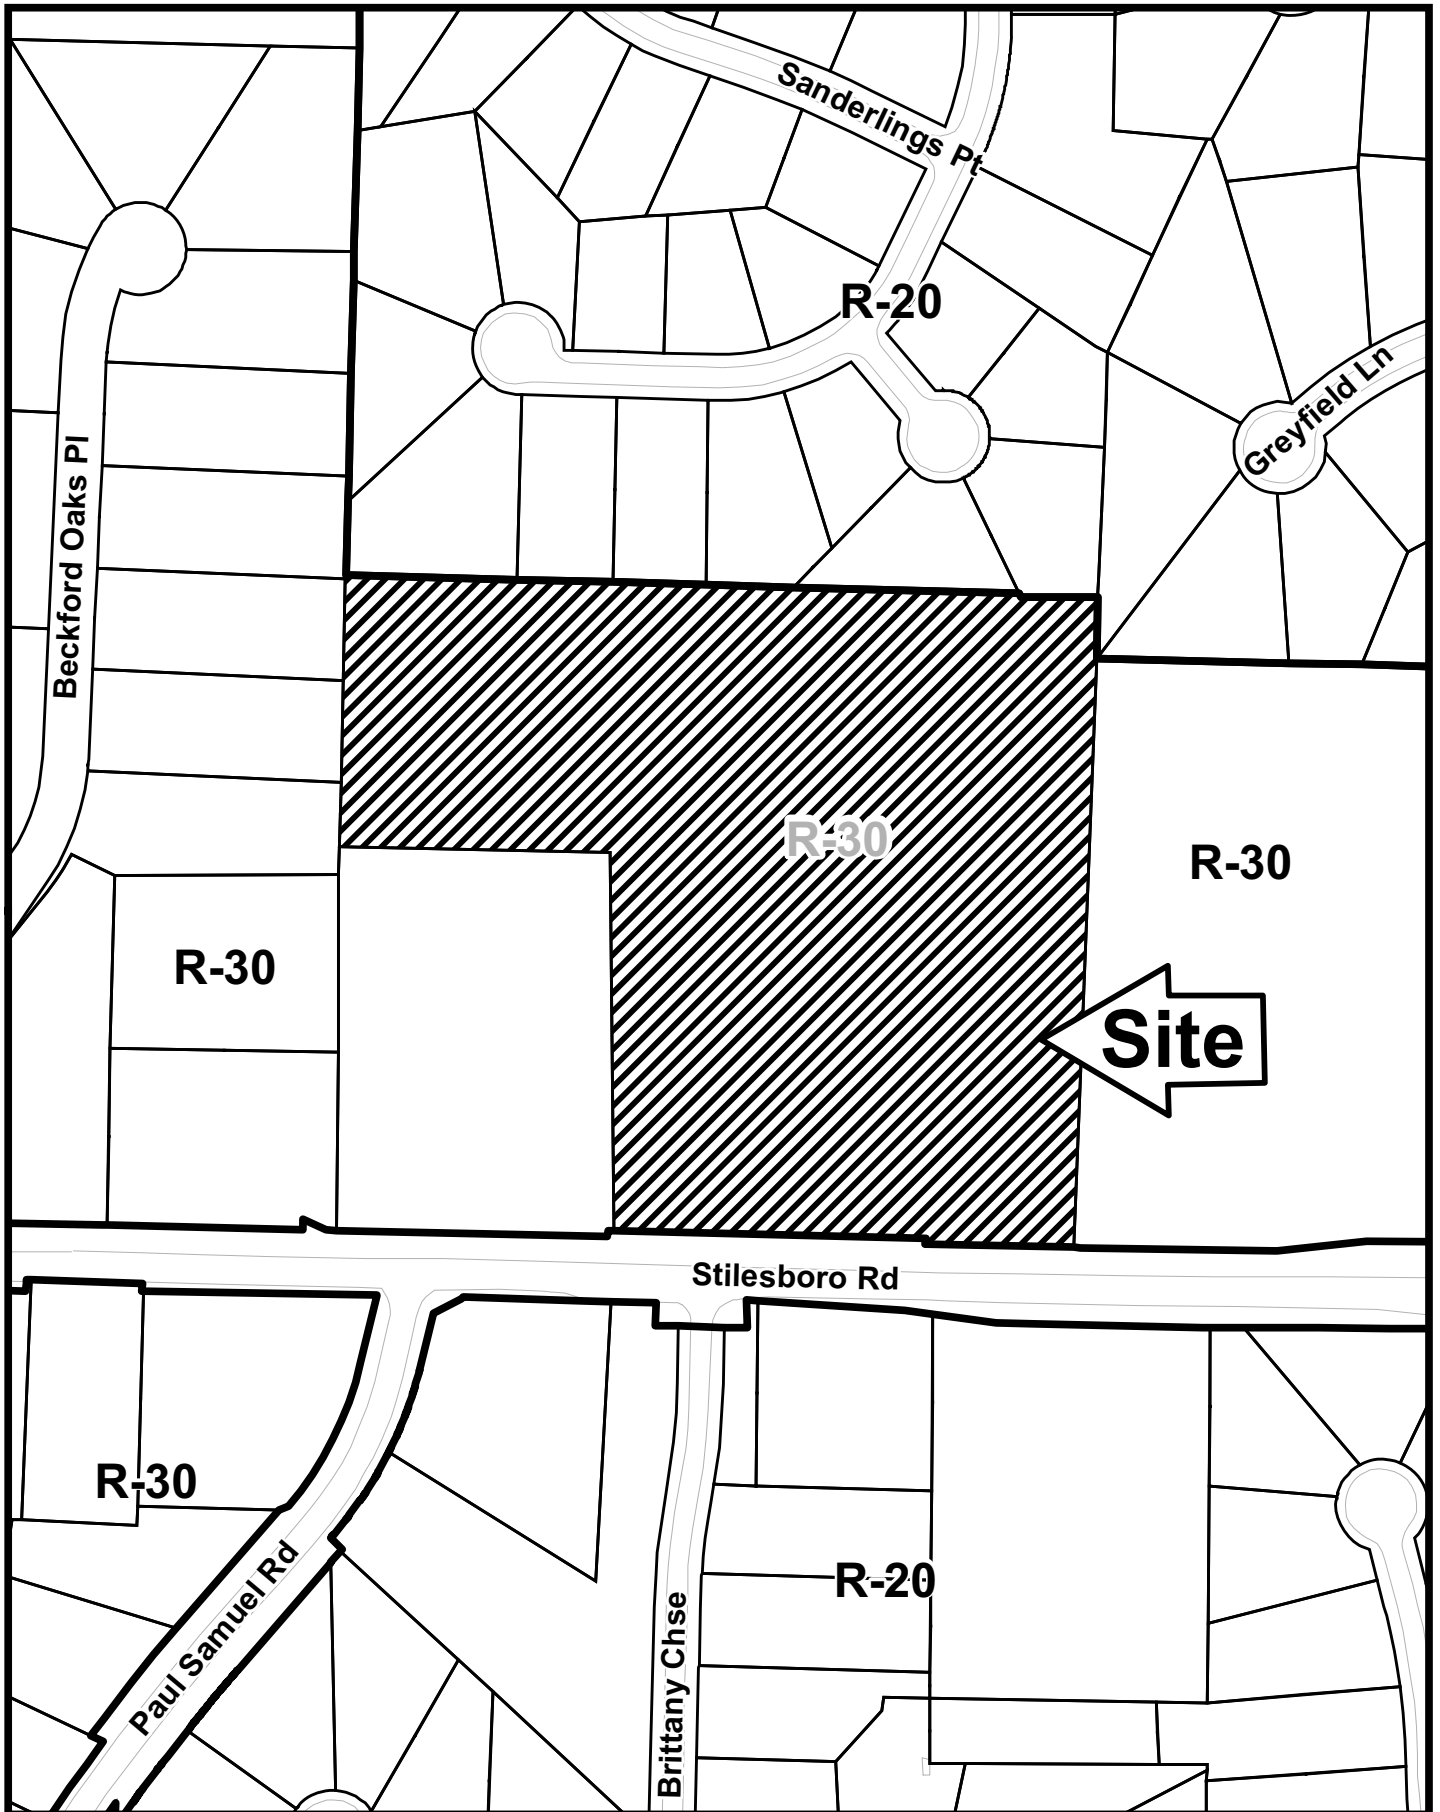 Sanderlings Pt
R-20
Greyfield Ln
Beckford Oaks Pl
R-30
R-30
R-30
Site
Stilesboro Rd
R-30
Paul Samuel Rd
Brittany Chse
R-20